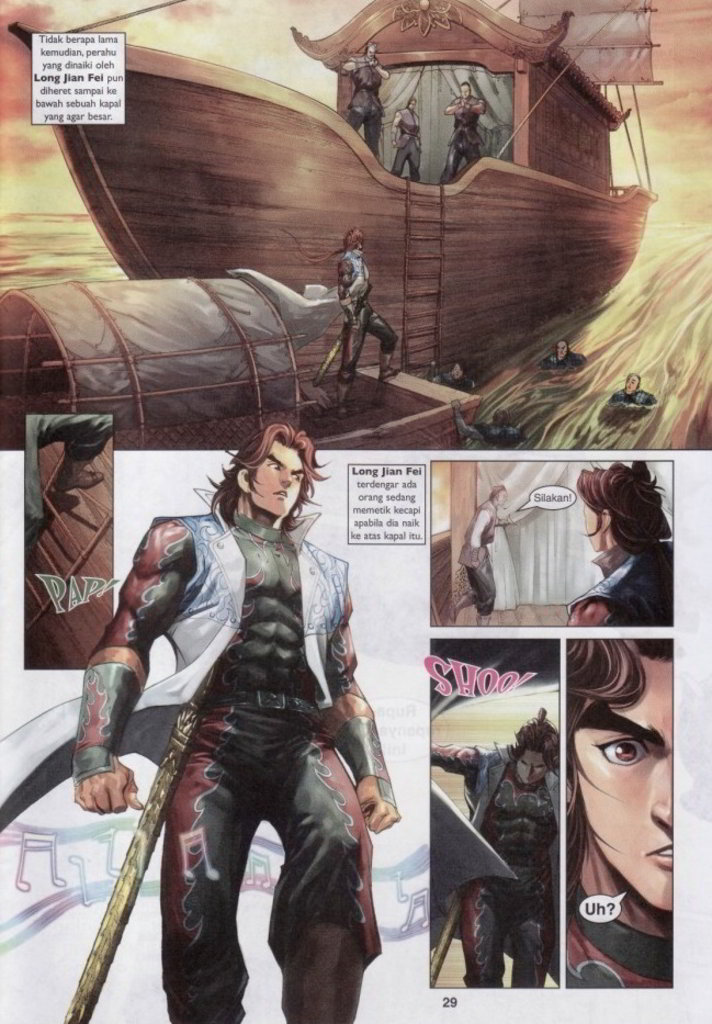 Tidak berapa lama
kemudian, perahu
yang dinaiki oleh
Long Jian Fei pun
diheret sampai ke
bawah sebuah kapal
yang agar besar.
PAP!
Long Jian Fei
terdengar ada
orang sedang
memetik kecapi
apabila dia naik
ke atas kapal itu.
Silakan!
SHOO!
Uh?
29